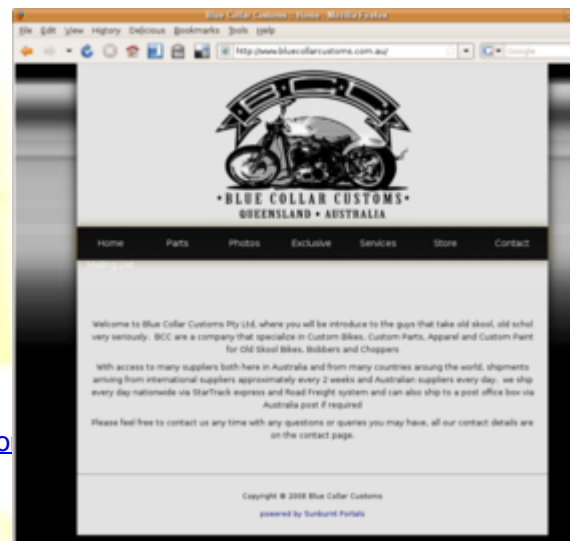 Blue Collar Customs :: Home - Mozilla Firefox
File Edit View History Delicious Bookmarks Tools Help
http://www.bluecollarcustoms.com.au/
Google
BCC
•BLUE COLLAR CUSTOMS•
QUEENSLAND • AUSTRALIA
Home Parts Photos Exclusive Services Store Contact
Mailing List
Welcome to Blue Collar Customs Pty Ltd, where you will be introduce to the guys that take old skool, old schol
very seriously. BCC are a company that specialize in Custom Bikes, Custom Parts, Apparel and Custom Paint
for Old Skool Bikes, Bobbers and Choppers
With access to many suppliers both here in Australia and from many countries aroung the world, shipments
arriving from international suppliers approximately every 2 weeks and Australian suppliers every day. we ship
every day nationwide via StarTrack express and Road Freight system and can also ship to a post office box via
Australia post if required
Please feel free to contact us any time with any questions or queries you may have, all our contact details are
on the contact page.
Copyright © 2008 Blue Collar Customs
powered by Sunburnt Portals